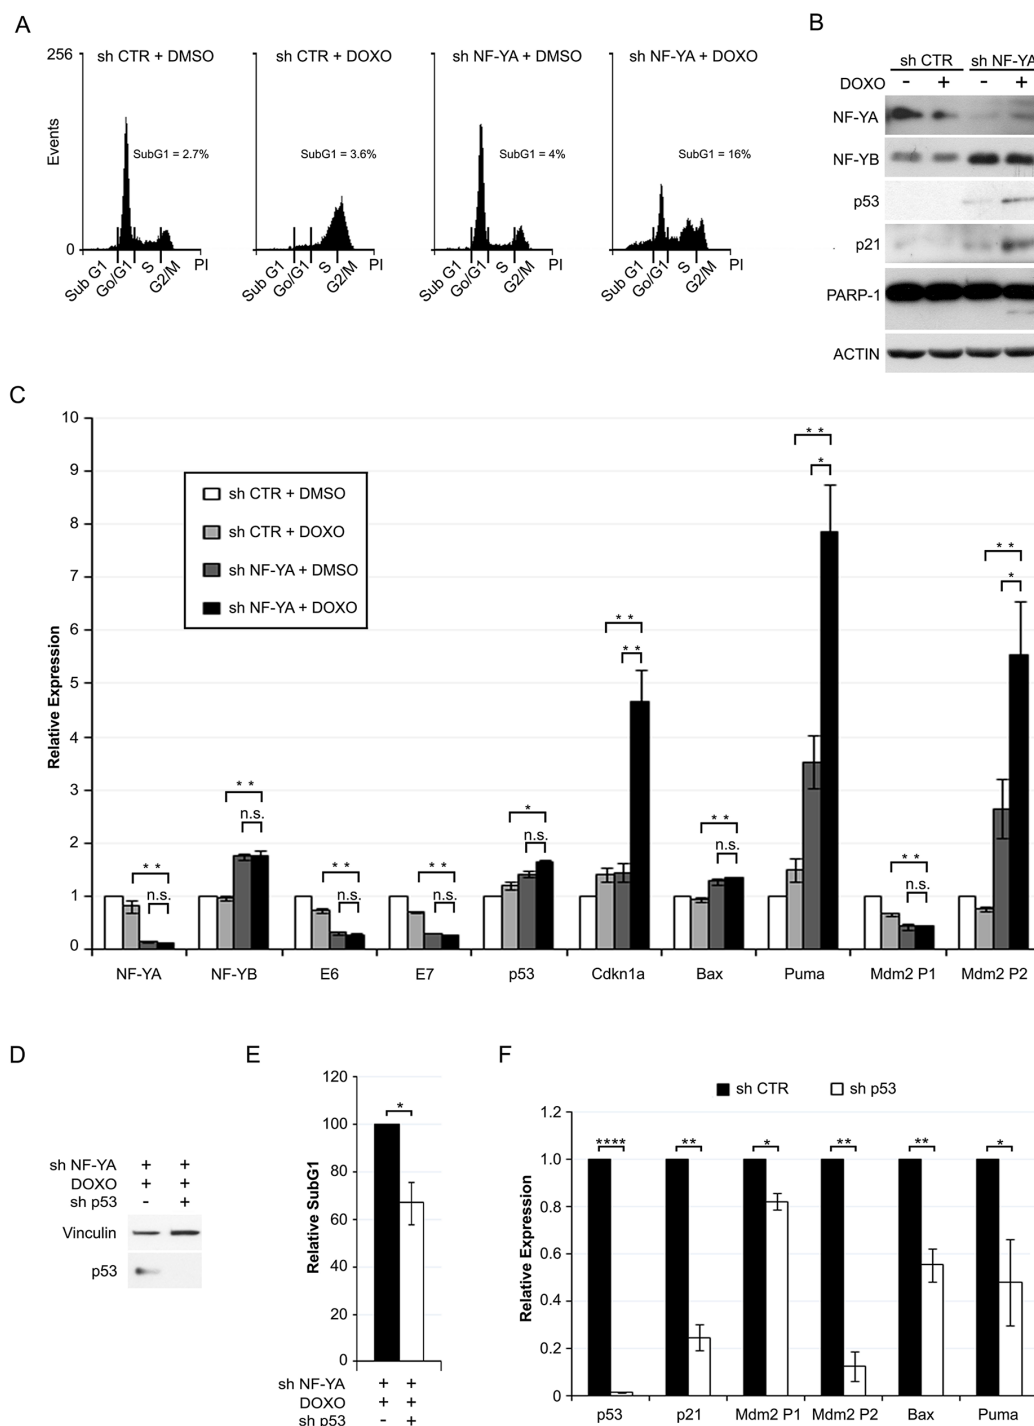 A
256
Events
0
sh CTR + DMSO
SubG1 = 2.7%
Sub G1 Go/G1 S G2/M PI
sh CTR + DOXO
SubG1 = 3.6%
Sub G1 Go/G1 S G2/M PI
sh NF-YA + DMSO
SubG1 = 4%
Sub G1 Go/G1 S G2/M PI
sh NF-YA + DOXO
SubG1 = 16%
Sub G1 Go/G1 S G2/M PI
B
sh CTR sh NF-YA
DOXO - + - +
NF-YA
NF-YB
p53
p21
PARP-1
ACTIN
C
Relative Expression
10
9
8
7
6
5
4
3
2
1
0
sh CTR + DMSO
sh CTR + DOXO
sh NF-YA + DMSO
sh NF-YA + DOXO
* *
n.s.
* *
n.s.
* *
n.s.
* *
n.s.
*
n.s.
* *
* *
* *
n.s.
* *
*
* *
n.s.
* *
*
NF-YA NF-YB E6 E7 p53 Cdkn1a Bax Puma Mdm2 P1 Mdm2 P2
D
sh NF-YA + +
DOXO + +
sh p53 - +
Vinculin
p53
E
Relative SubG1
120
100
80
60
40
20
0
*
sh NF-YA + +
DOXO + +
sh p53 - +
F
sh CTR sh p53
Relative Expression
1.2
1.0
0.8
0.6
0.4
0.2
0
**** ** * ** ** *
p53 p21 Mdm2 P1 Mdm2 P2 Bax Puma